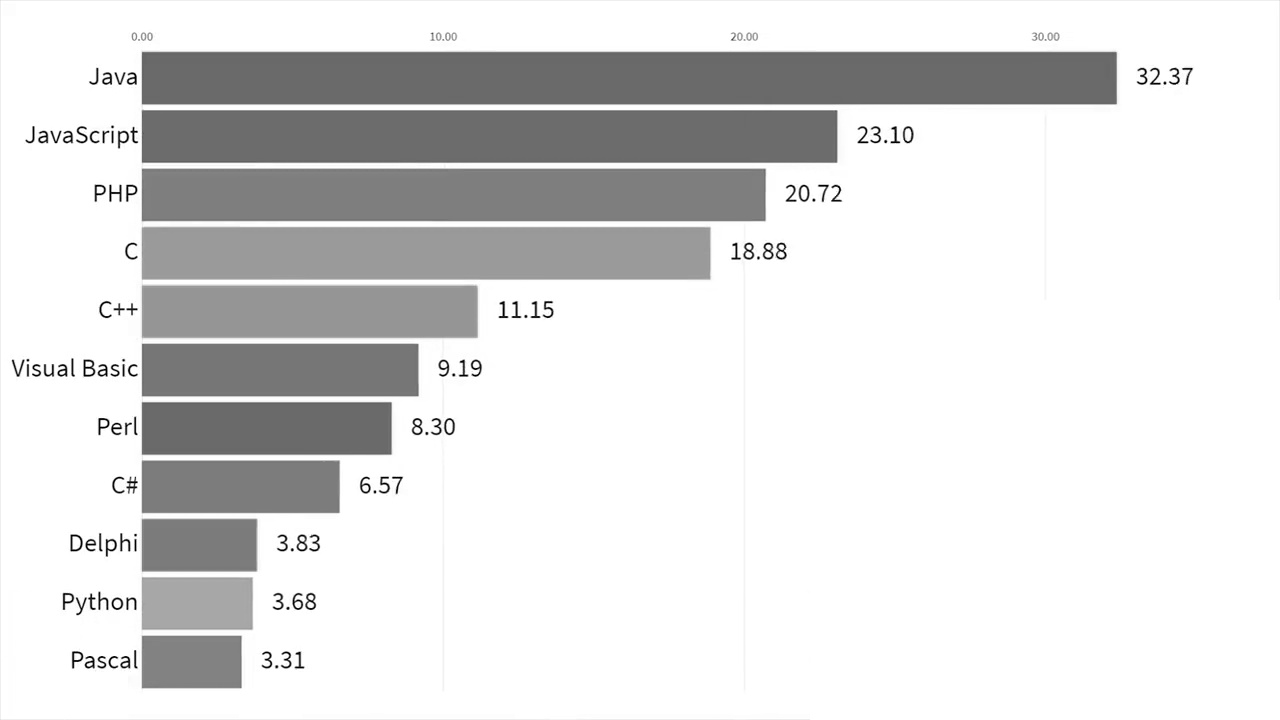 0.00 10.00 20.00 30.00
Java 32.37
JavaScript 23.10
PHP 20.72
C 18.88
C++ 11.15
Visual Basic 9.19
Perl 8.30
C# 6.57
Delphi 3.83
Python 3.68
Pascal 3.31